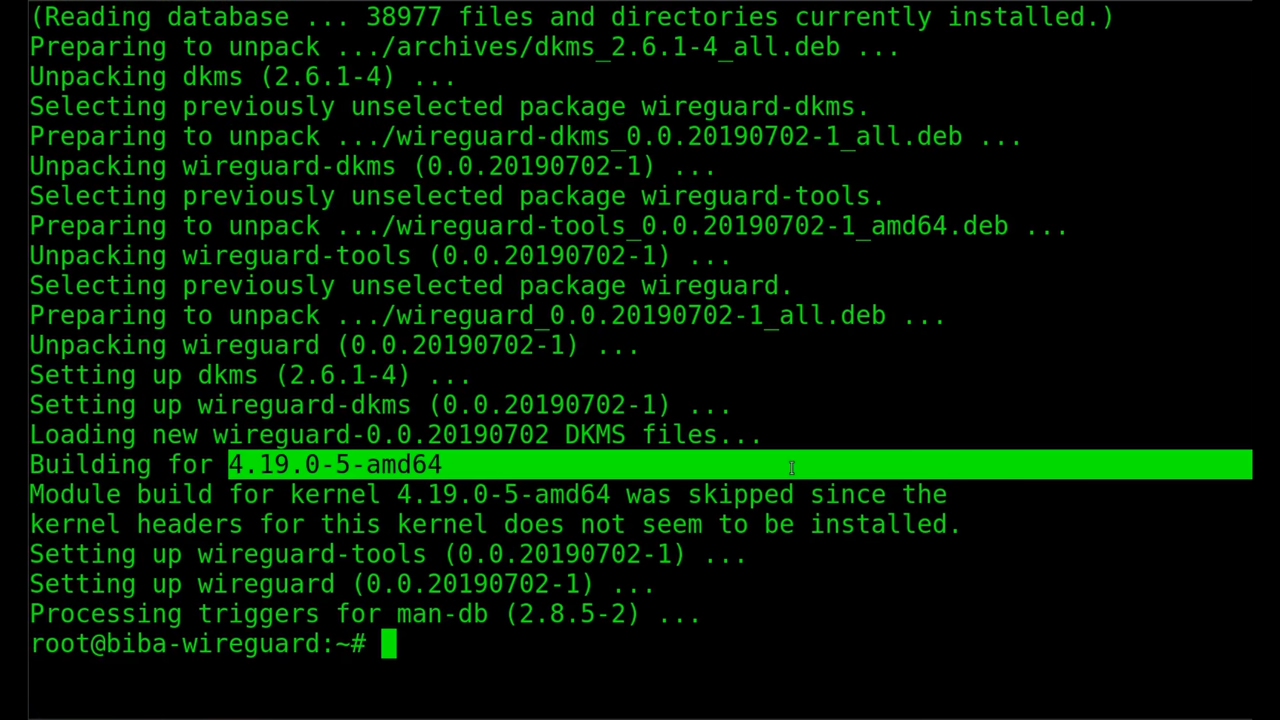 (Reading database ... 38977 files and directories currently installed.)
Preparing to unpack .../archives/dkms_2.6.1-4_all.deb ...
Unpacking dkms (2.6.1-4) ...
Selecting previously unselected package wireguard-dkms.
Preparing to unpack .../wireguard-dkms_0.0.20190702-1_all.deb ...
Unpacking wireguard-dkms (0.0.20190702-1) ...
Selecting previously unselected package wireguard-tools.
Preparing to unpack .../wireguard-tools_0.0.20190702-1_amd64.deb ...
Unpacking wireguard-tools (0.0.20190702-1) ...
Selecting previously unselected package wireguard.
Preparing to unpack .../wireguard_0.0.20190702-1_all.deb ...
Unpacking wireguard (0.0.20190702-1) ...
Setting up dkms (2.6.1-4) ...
Setting up wireguard-dkms (0.0.20190702-1) ...
Loading new wireguard-0.0.20190702 DKMS files...
Building for 4.19.0-5-amd64
Module build for kernel 4.19.0-5-amd64 was skipped since the
kernel headers for this kernel does not seem to be installed.
Setting up wireguard-tools (0.0.20190702-1) ...
Setting up wireguard (0.0.20190702-1) ...
Processing triggers for man-db (2.8.5-2) ...
root@biba-wireguard:~#